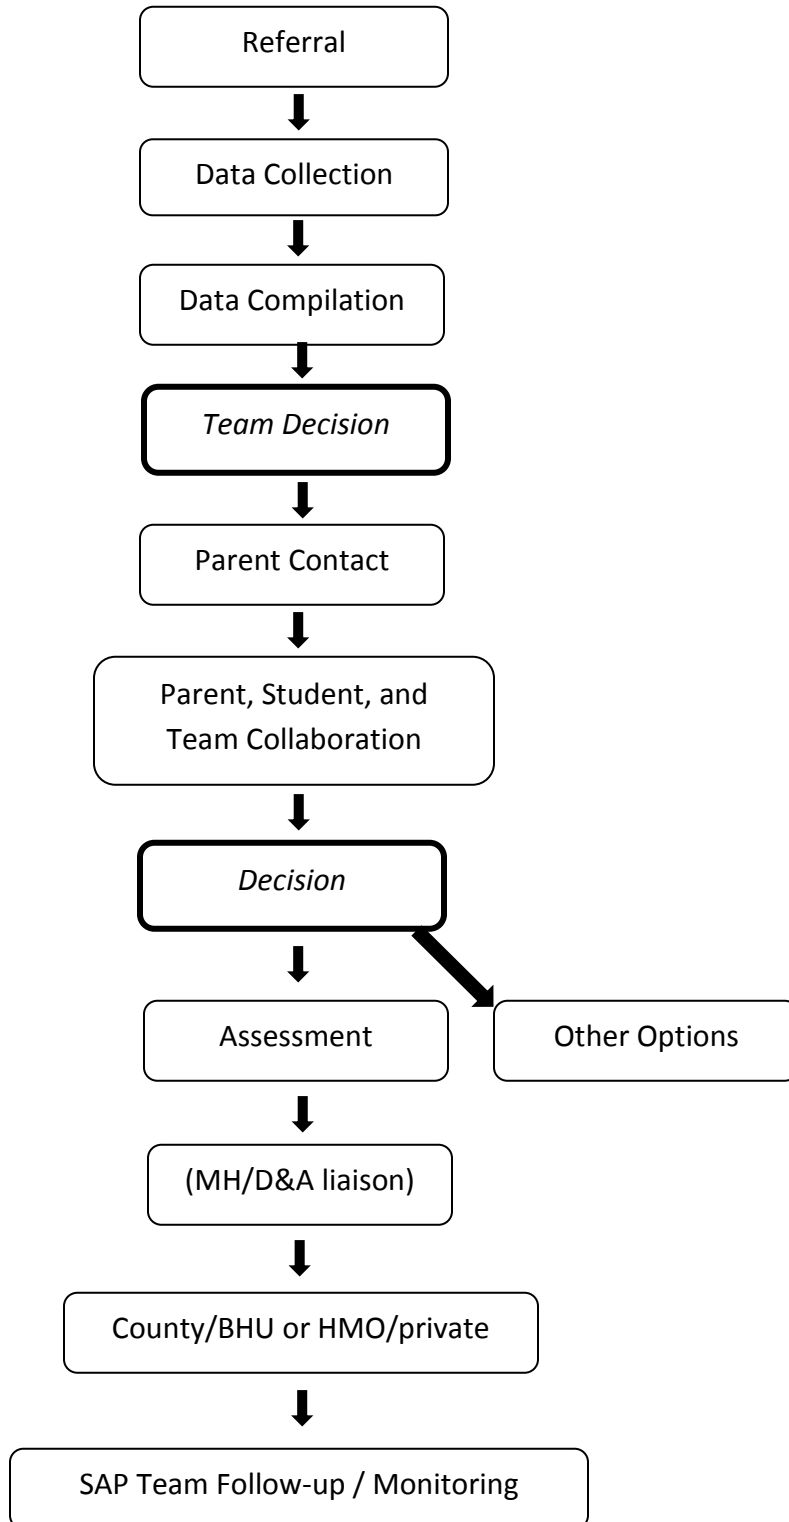 Referral
Data Collection
Data Compilation
Team Decision
Parent Contact
Parent, Student, and
Team Collaboration
Decision
Assessment
Other Options
(MH/D&A liaison)
County/BHU or HMO/private
SAP Team Follow-up / Monitoring